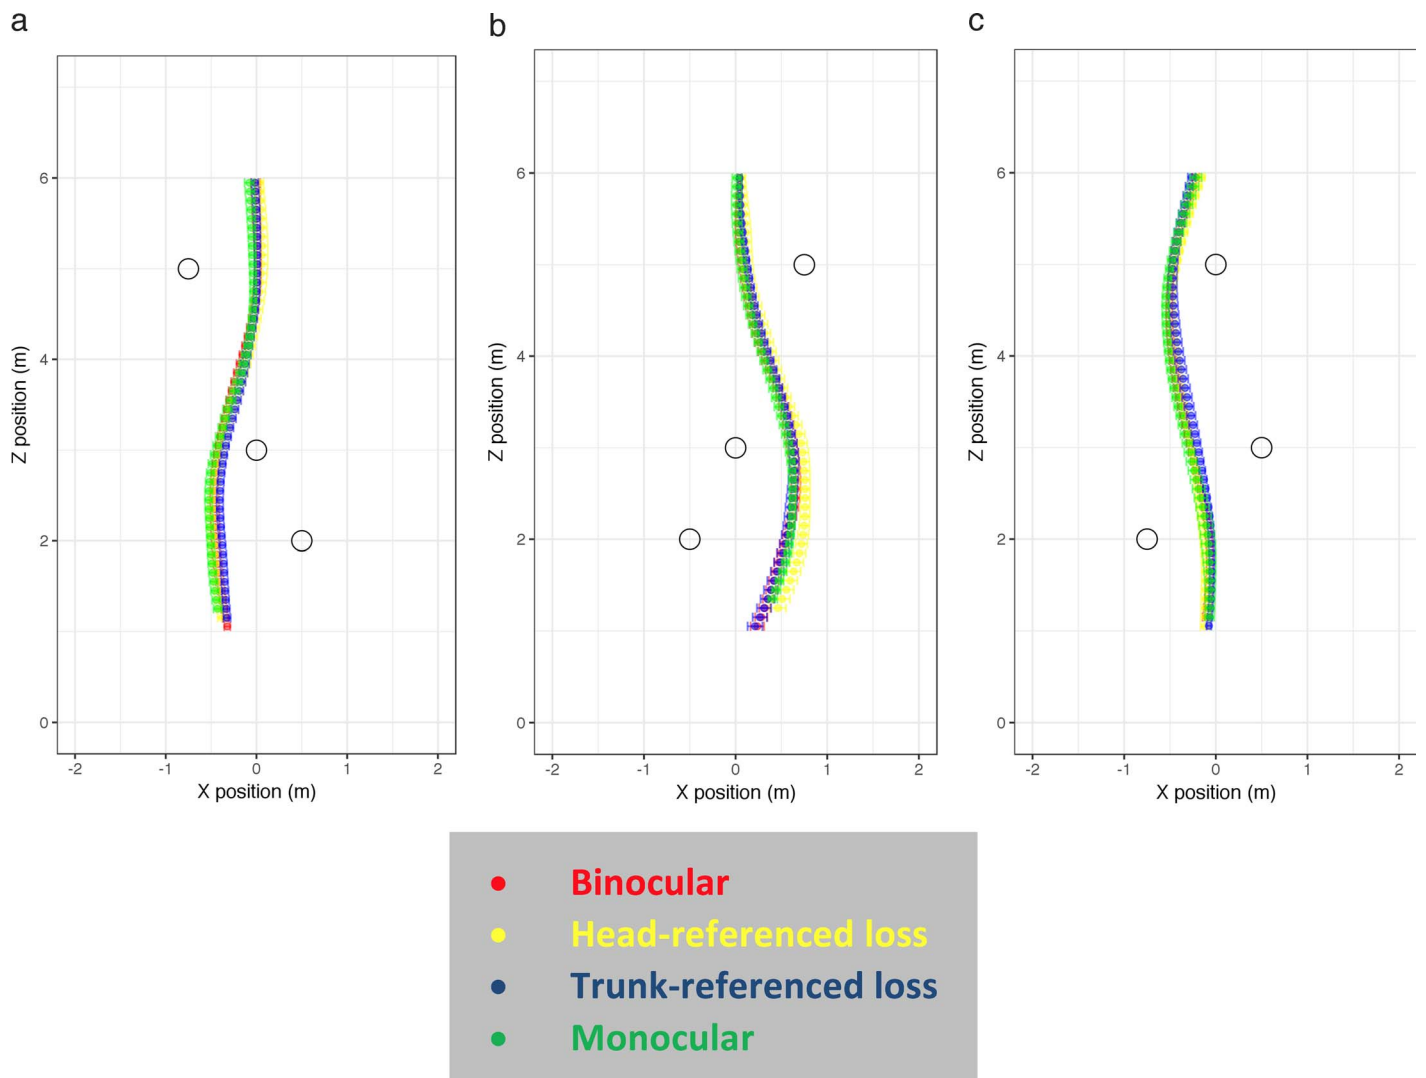 a
b
c
Z position (m)
6
4
2
0
-2
-1
0
1
2
X position (m)
Z position (m)
6
4
2
0
-2
-1
0
1
2
X position (m)
Z position (m)
6
4
2
0
-2
-1
0
1
2
X position (m)
Binocular
Head-referenced loss
Trunk-referenced loss
Monocular